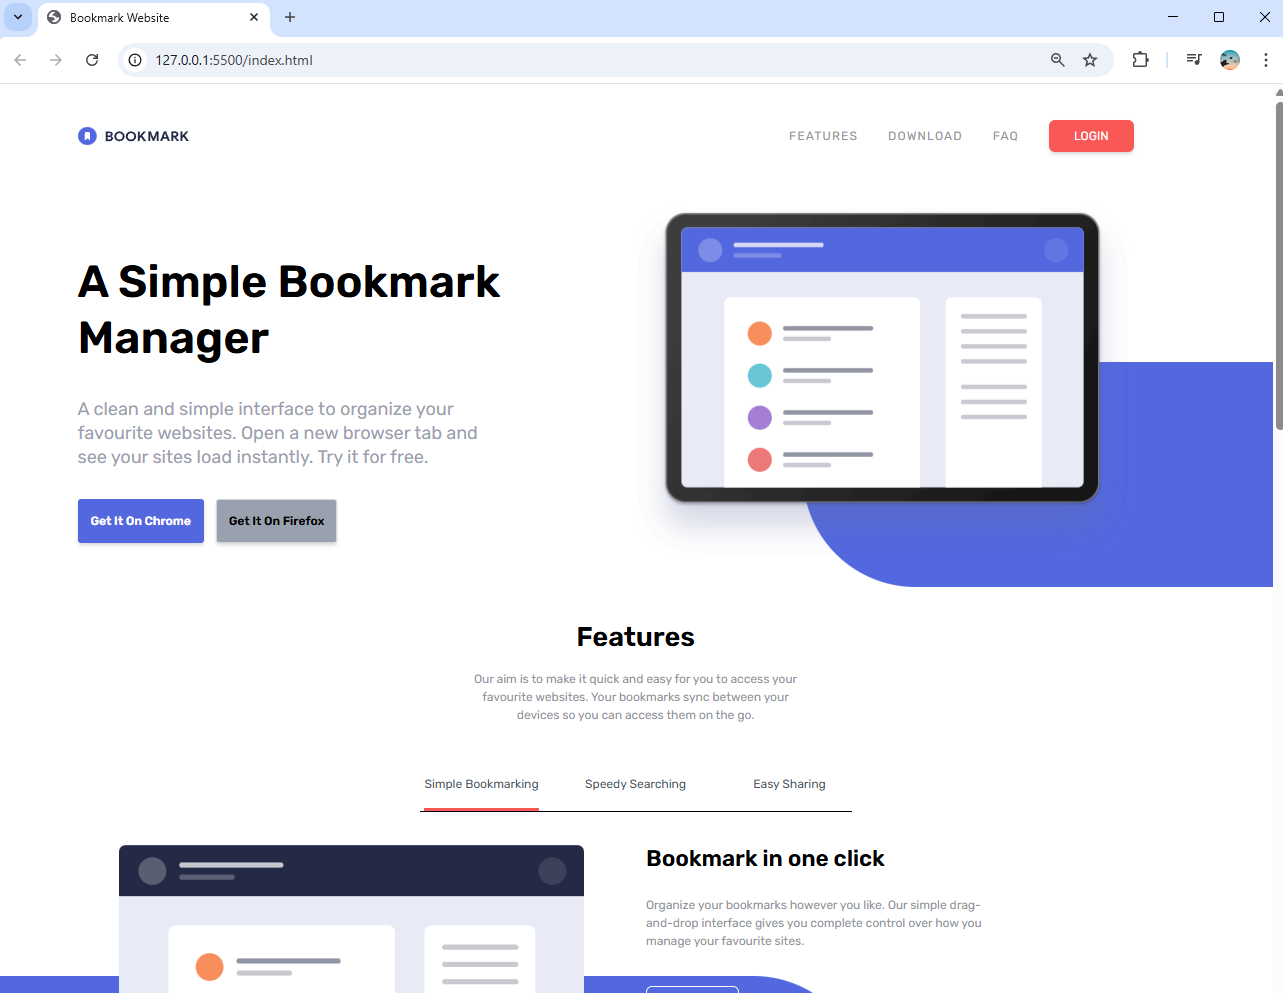 Bookmark Website
127.0.0.1:5500/index.html
BOOKMARK
FEATURES DOWNLOAD FAQ LOGIN
A Simple Bookmark
Manager
A clean and simple interface to organize your
favourite websites. Open a new browser tab and
see your sites load instantly. Try it for free.
Get It On Chrome Get It On Firefox
Features
Our aim is to make it quick and easy for you to access your
favourite websites. Your bookmarks sync between your
devices so you can access them on the go.
Simple Bookmarking Speedy Searching Easy Sharing
Bookmark in one click
Organize your bookmarks however you like. Our simple drag-
and-drop interface gives you complete control over how you
manage your favourite sites.